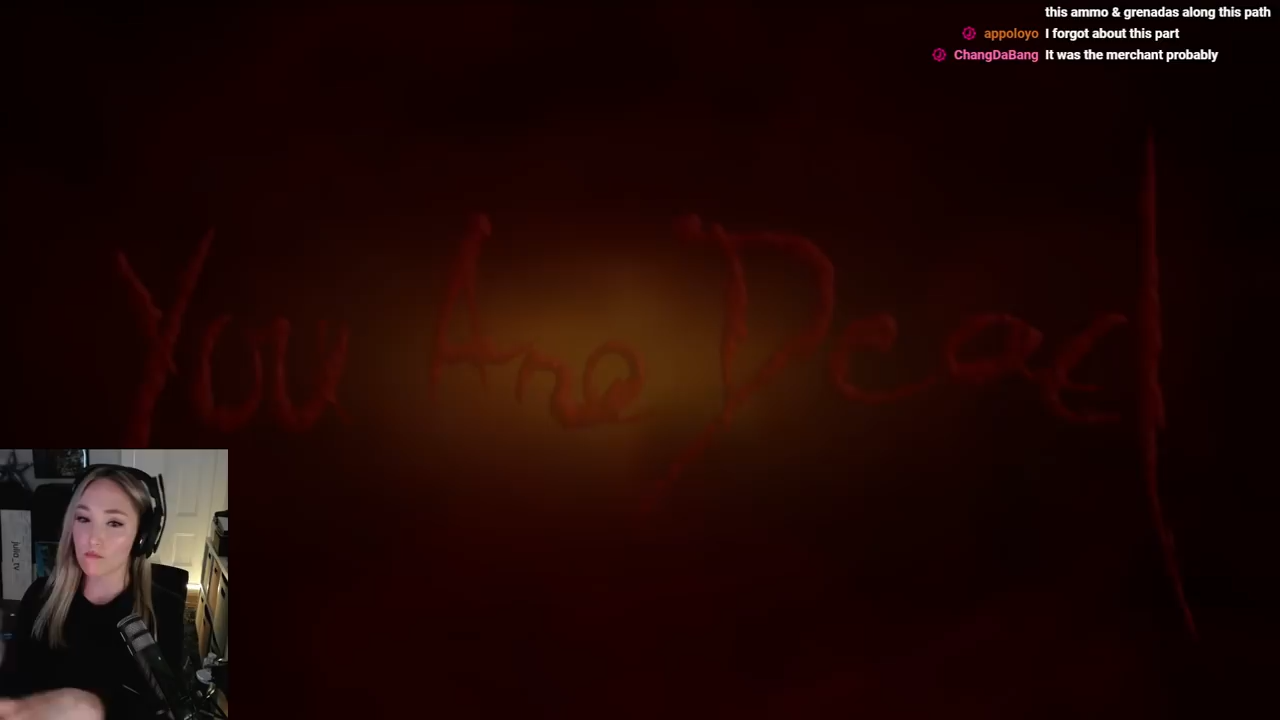 this ammo & grenadas along this path
appoloyo I forgot about this part
ChangDaBang It was the merchant probably
You Are Dead
julia_tv